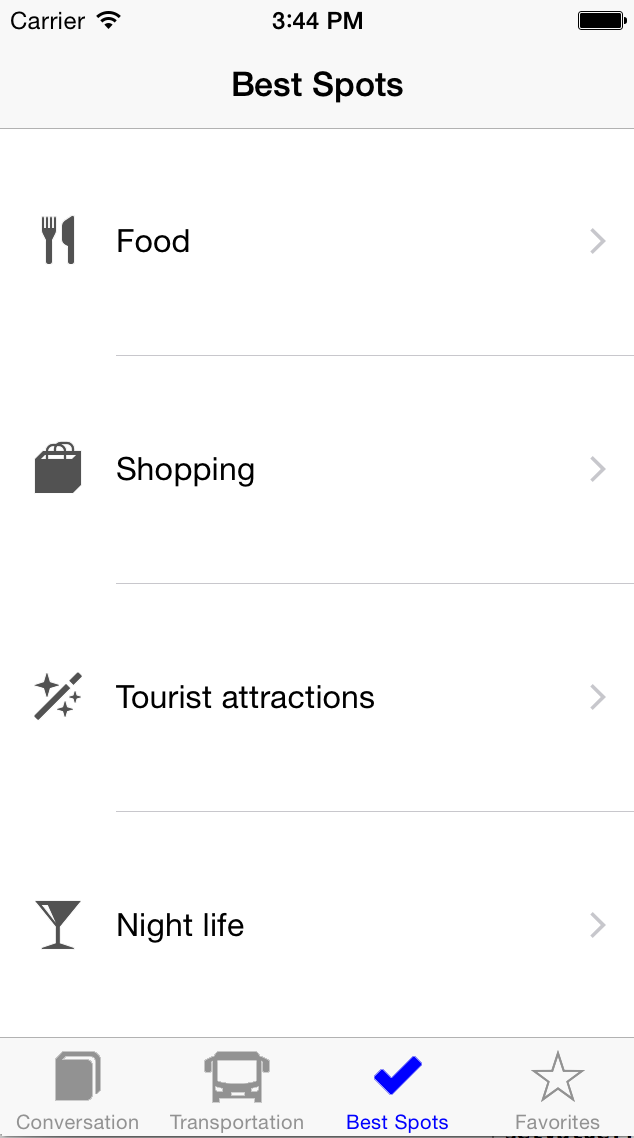 Carrier 3:44 PM
Best Spots
Food
Shopping
Tourist attractions
Night life
Conversation Transportation Best Spots Favorites